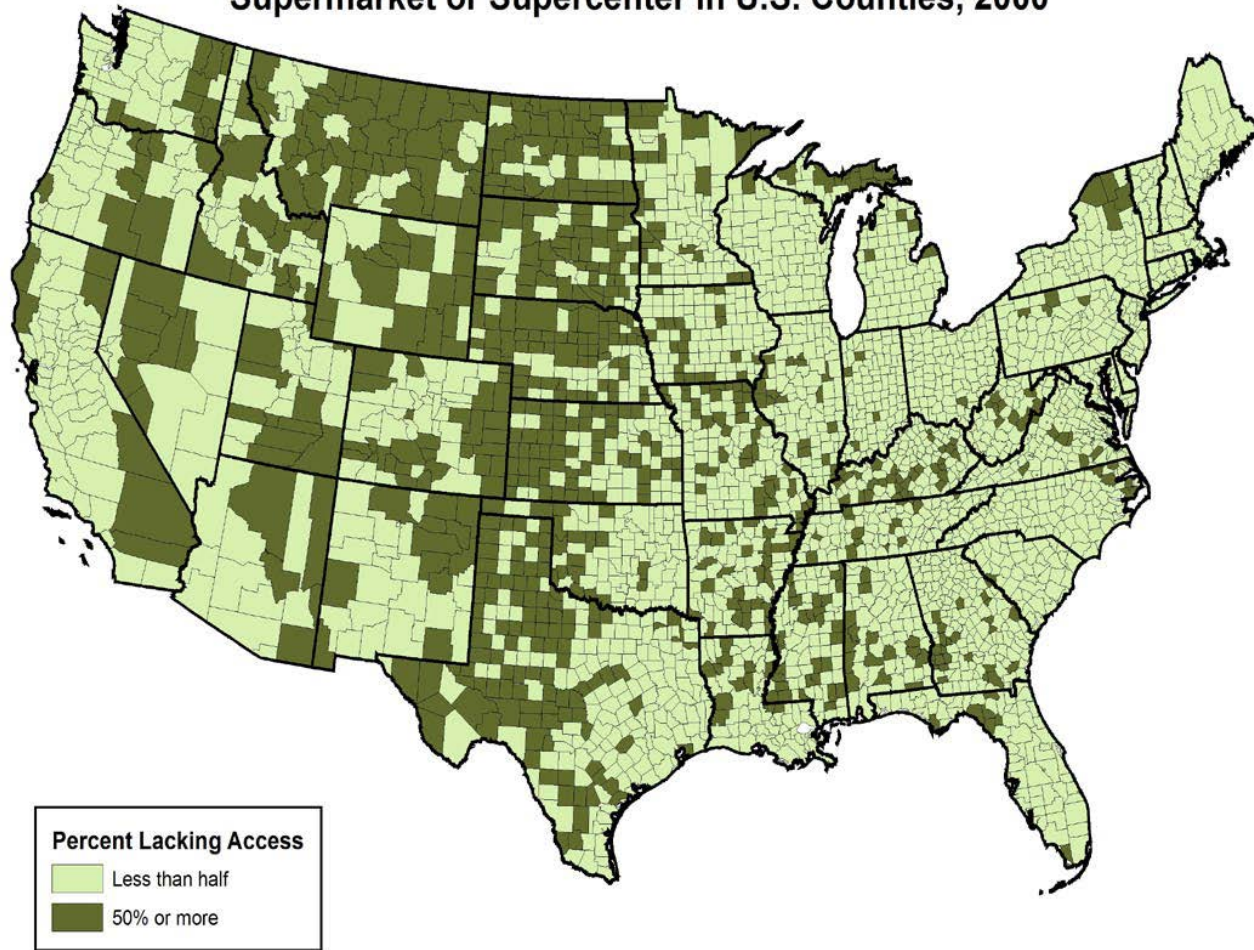 Supermarket or Supercenter in U.S. Counties, 2000
Percent Lacking Access
Less than half
50% or more